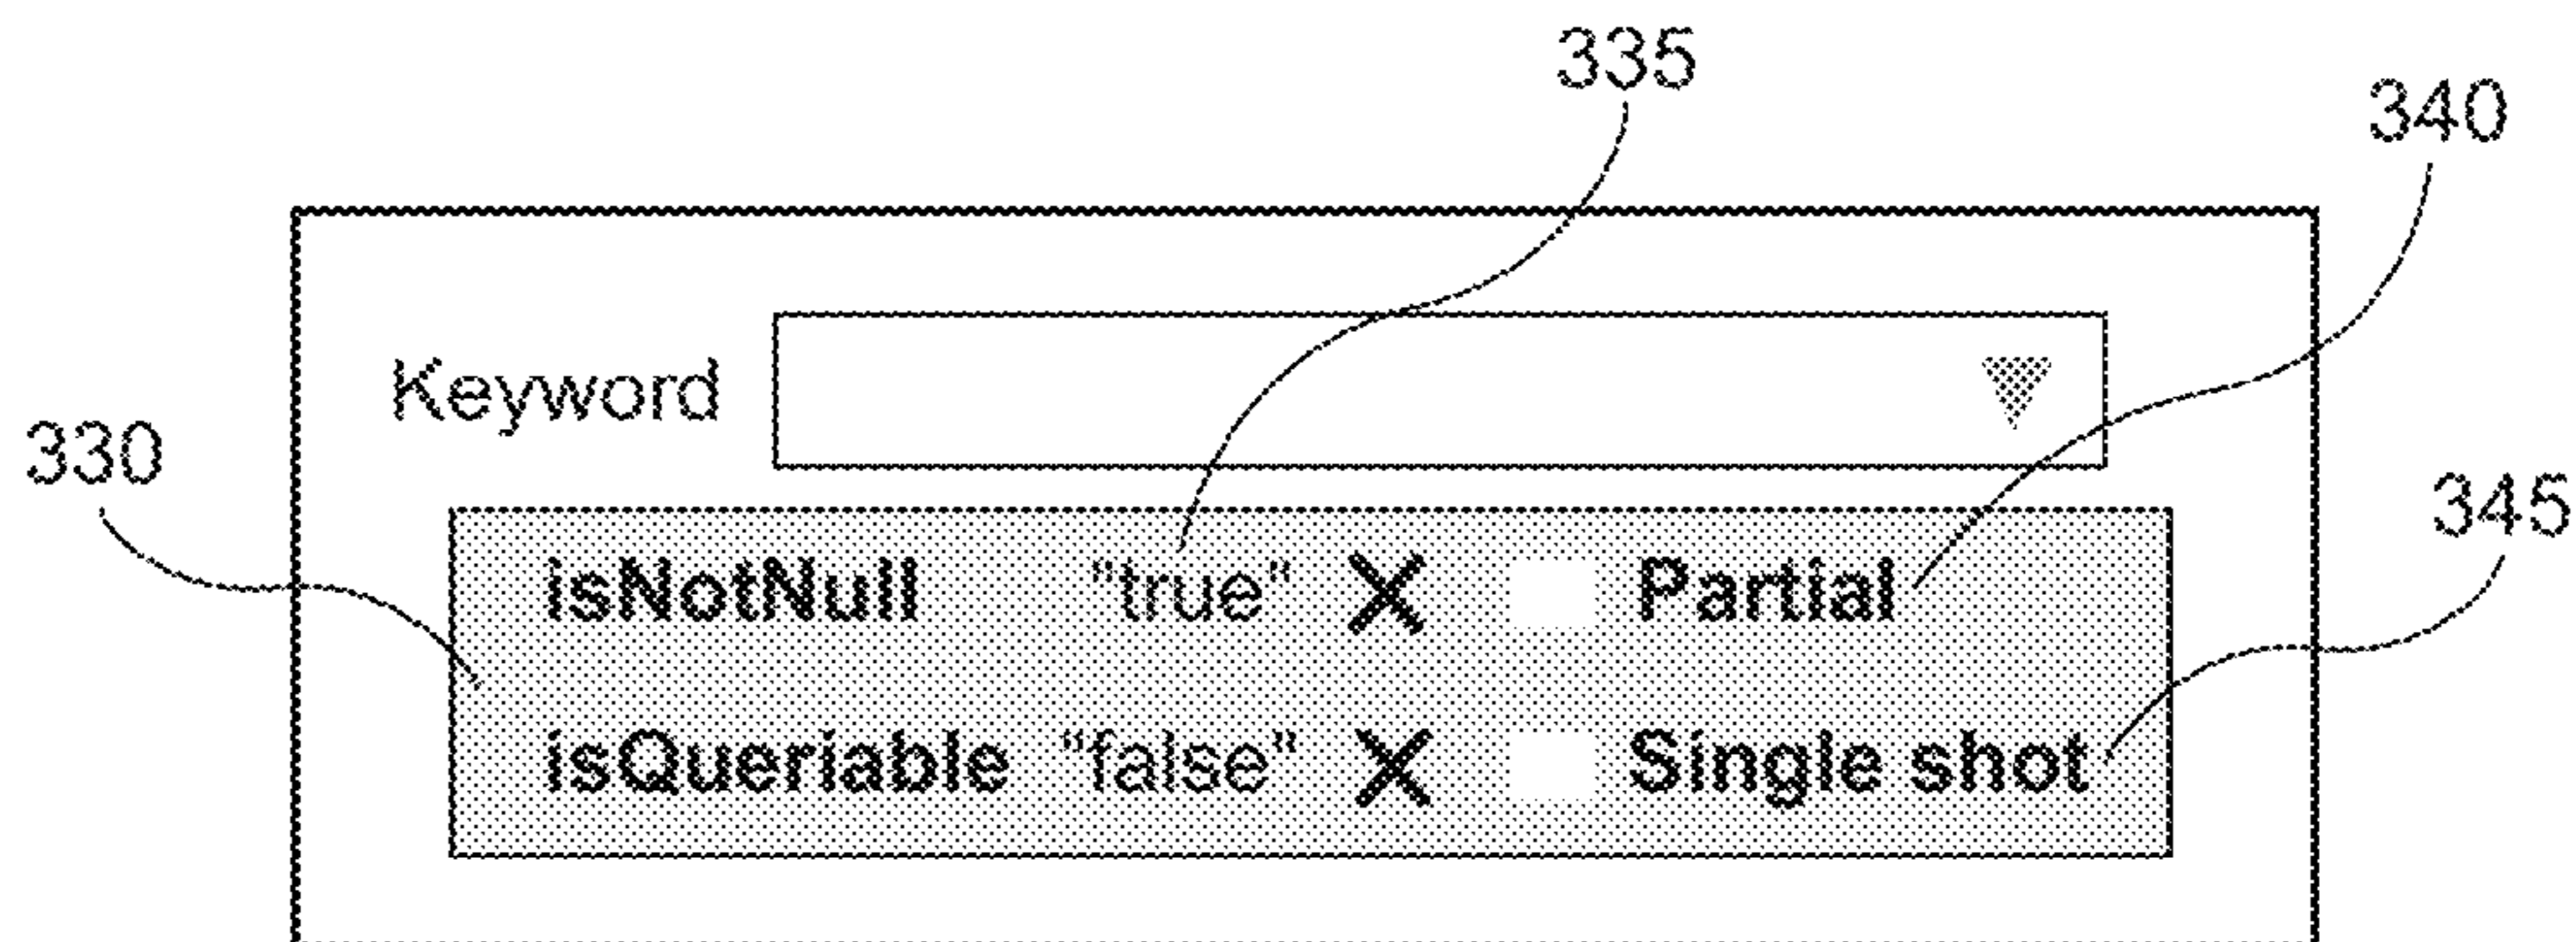 335
340
Keyword
330
345
isNotNull "true" X Partial
isQueriable "false" X Single shot